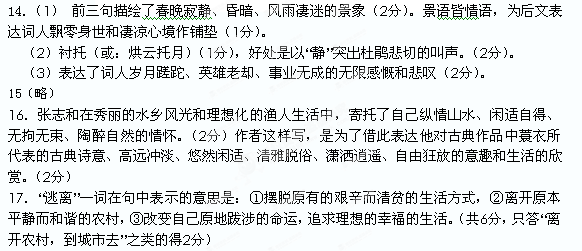 14.（1） 前三句描绘了春晚寂静、昏暗、风雨凄迷的景象（2分）。景语皆情语，为后文表
达词人飘零身世和凄凉心境作铺垫（1分）。
（2）衬托（或：烘云托月）（1分），好处是以“静”突出杜鹃悲切的叫声。（2分）。
（3）表达了词人岁月蹉跎、英雄老却、事业无成的无限感慨和悲叹（2分）。
15（略）
16．张志和在秀丽的水乡风光和理想化的渔人生活中，寄托了自己纵情山水、闲适自得、
无拘无束、陶醉自然的情怀。（2分）作者这样写，是为了借此表达他对古典作品中蓑衣所
代表的古典诗意、高远冲淡、悠然闲适、清雅脱俗、潇洒逍遥、自由狂放的意趣和生活的欣
赏。（2分）
17．“逃离”一词在句中表示的意思是：①摆脱原有的艰辛而清贫的生活方式，②离开原本
平静而和谐的农村，③改变自己原地跋涉的命运，追求理想的幸福的生活。（共6分，只答“离
开农村，到城市去”之类的得2分）